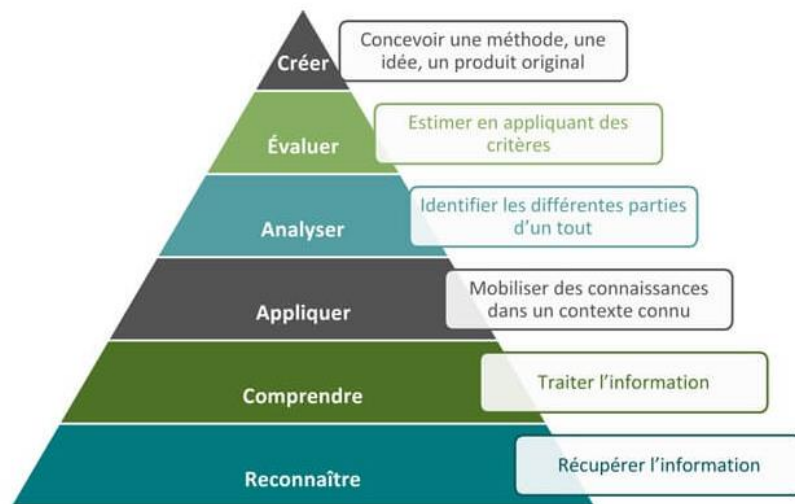 Créer
Concevoir une méthode, une
idée, un produit original
Évaluer
Estimer en appliquant des
critères
Analyser
Identifier les différentes parties
d'un tout
Appliquer
Mobiliser des connaissances
dans un contexte connu
Comprendre
Traiter l'information
Reconnaître
Récupérer l'information